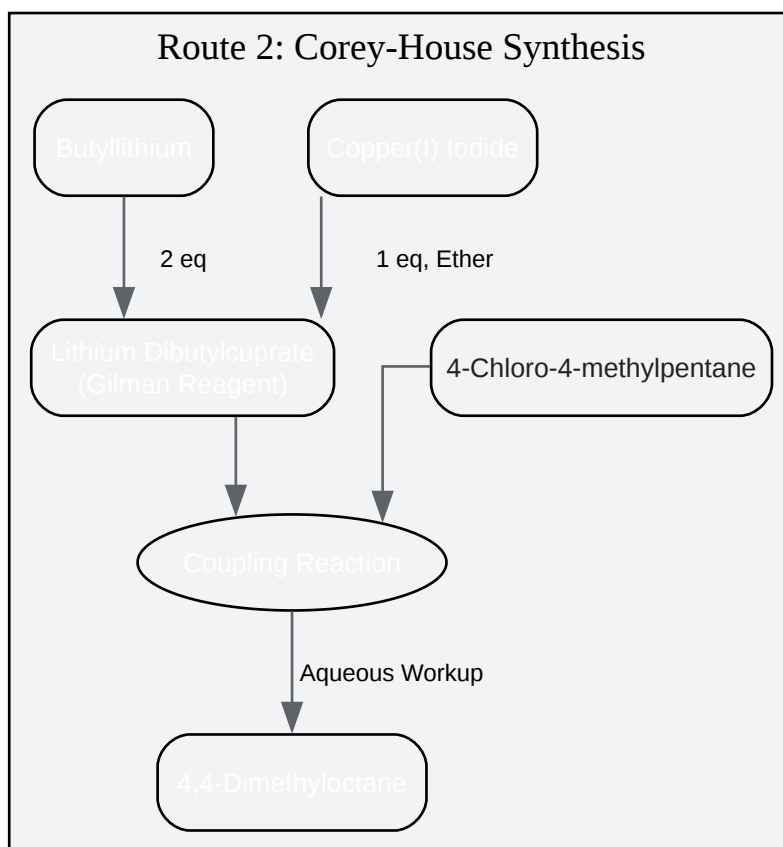 Route 2: Corey-House Synthesis
Butyllithium
Copper(I) Iodide
2 eq
1 eq, Ether
Lithium Dibutylcuprate
(Gilman Reagent)
4-Chloro-4-methylpentane
Coupling Reaction
Aqueous Workup
4,4-Dimethyloctane